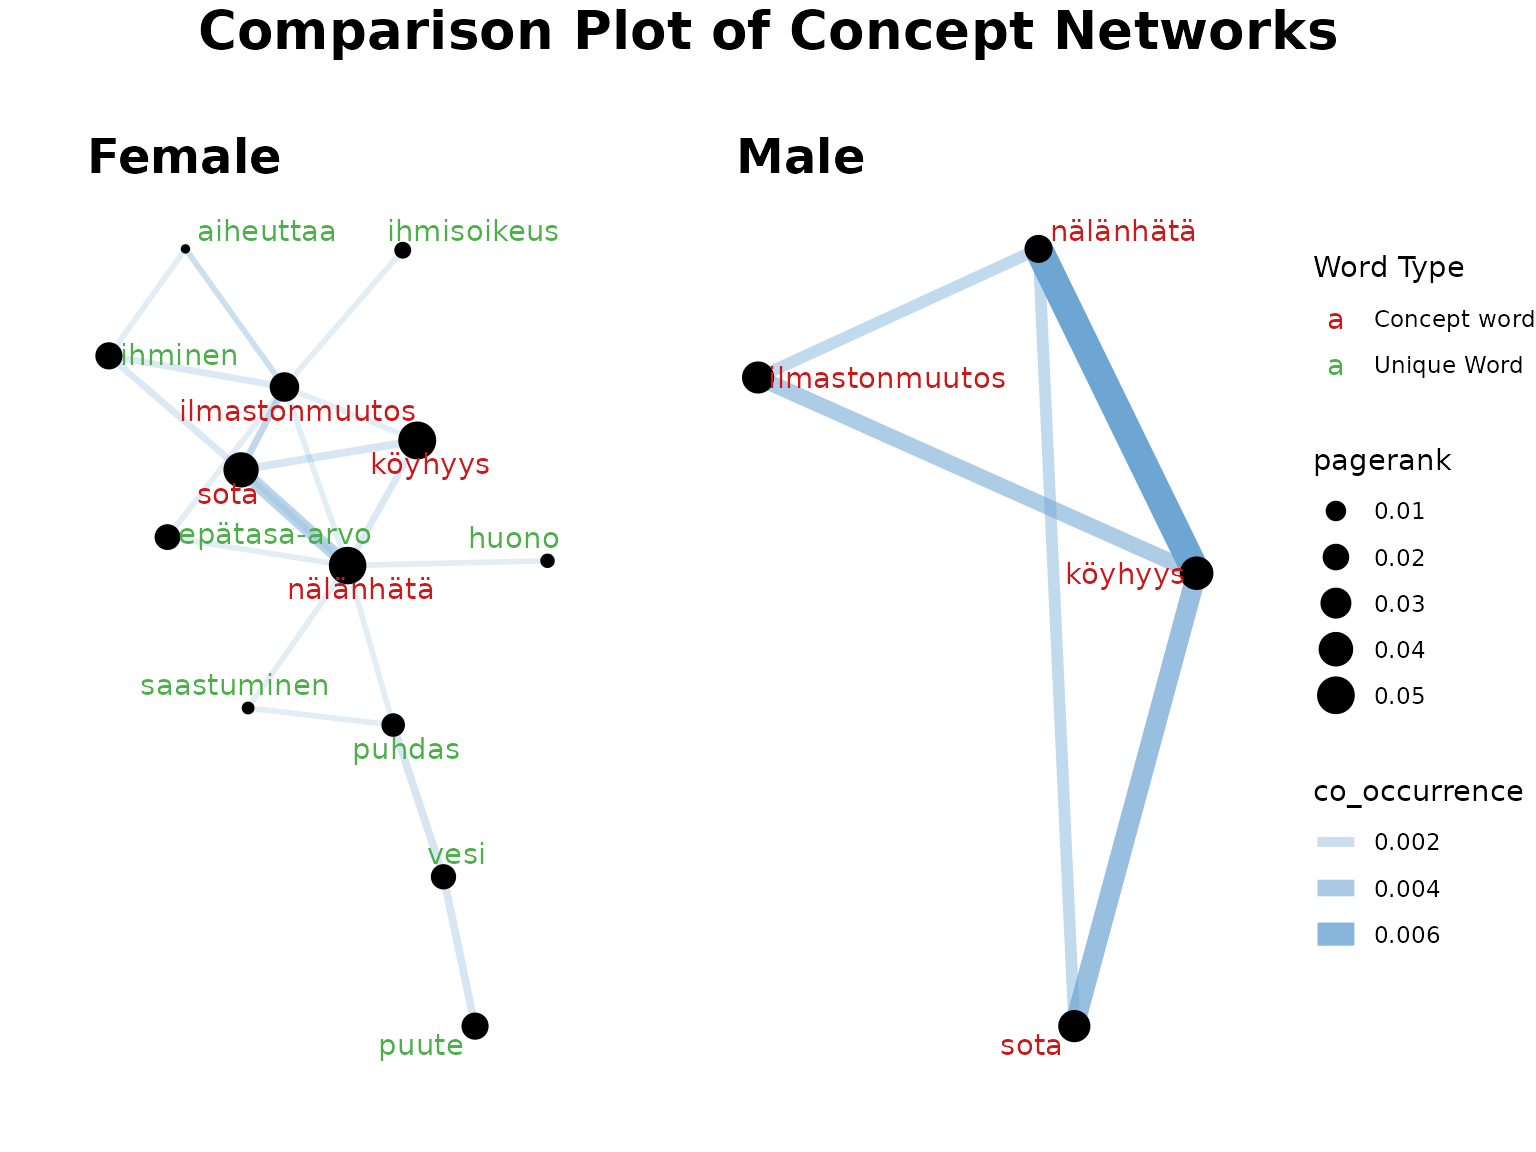 Comparison Plot of Concept Networks
Female
aiheuttaa
ihmisoikeus
ihminen
ilmastonmuutos
köyhyys
sota
epätasa-arvo
huono
nälänhätä
saastuminen
puhdas
vesi
puute
Male
nälänhätä
ilmastonmuutos
köyhyys
sota
Word Type
a Concept word
a Unique Word
pagerank
0.01
0.02
0.03
0.04
0.05
co_occurrence
0.002
0.004
0.006